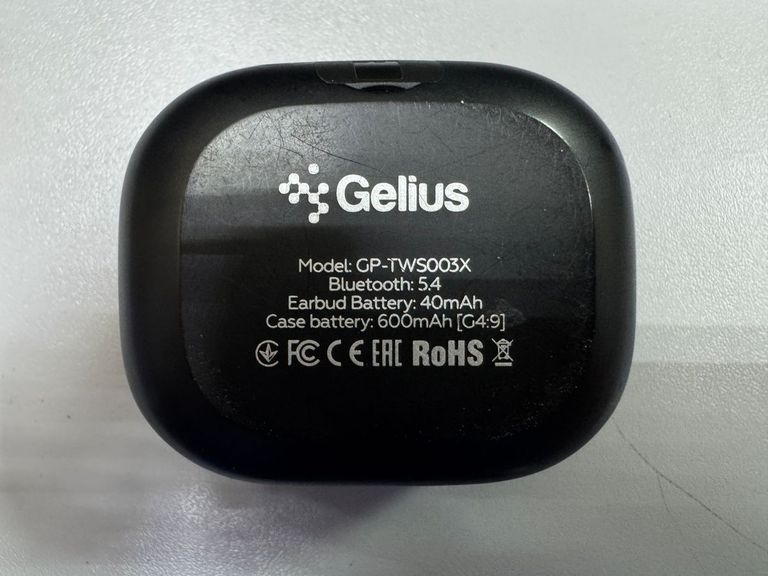 Gelius
Model: GP-TWS003X
Bluetooth: 5.4
Earbud Battery: 40mAh
Case battery: 600mAh [G4:9]
FC CE EAC RoHS